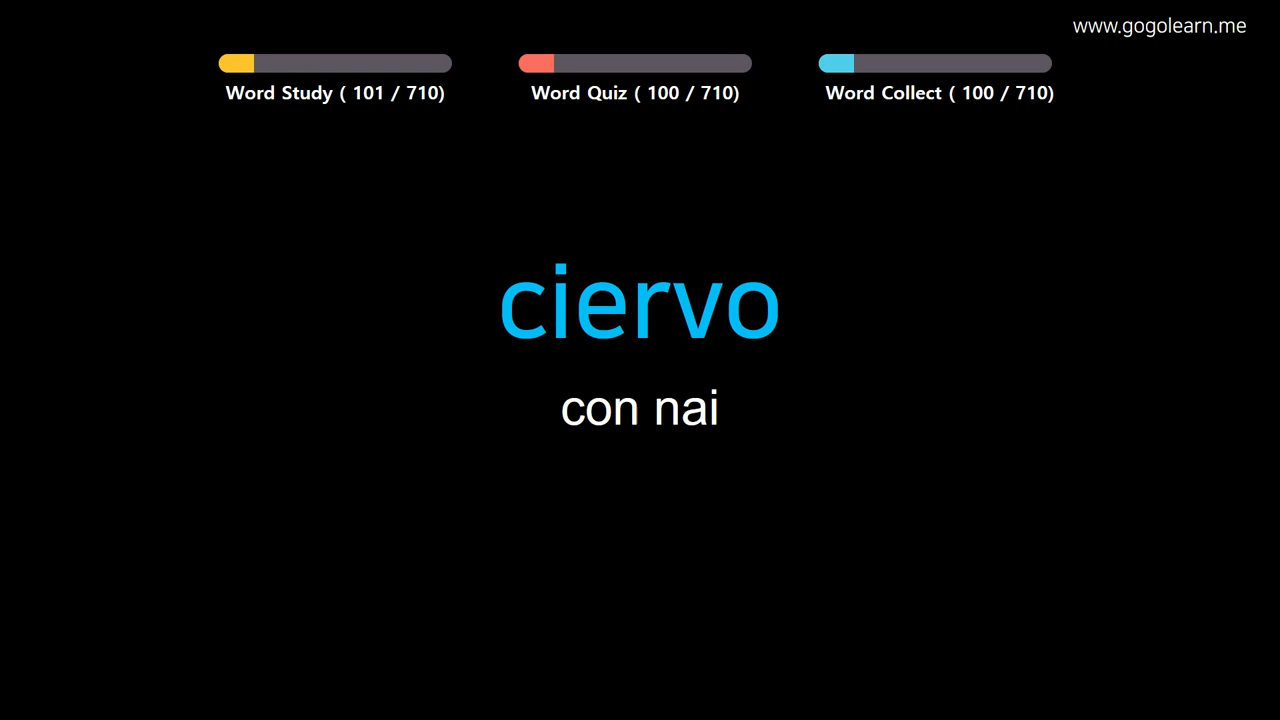 www.gogolearn.me
Word Study ( 101 / 710)
Word Quiz ( 100 / 710)
Word Collect ( 100 / 710)
ciervo
con nai